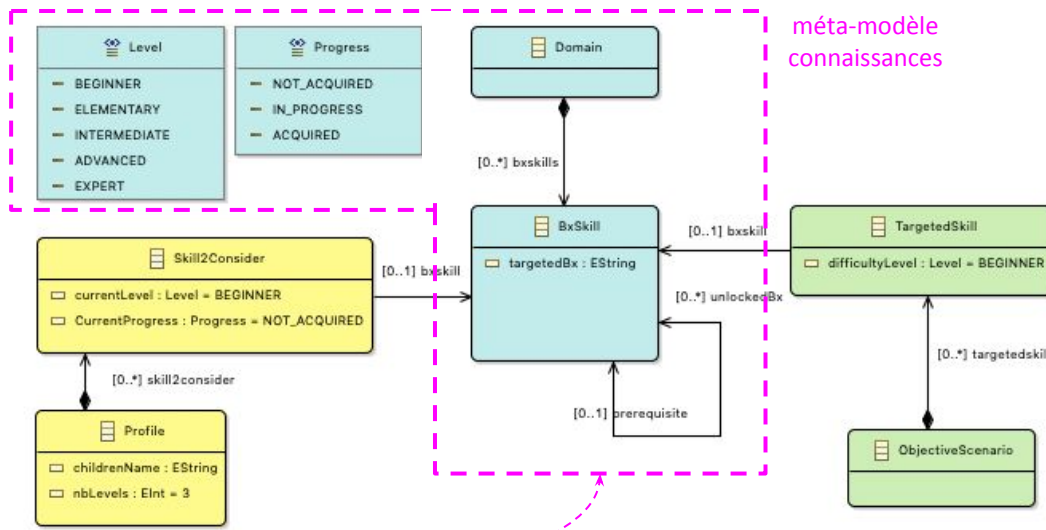 méta-modèle
connaissances
Level
BEGINNER
ELEMENTARY
INTERMEDIATE
ADVANCED
EXPERT
Progress
NOT_ACQUIRED
IN_PROGRESS
ACQUIRED
Domain
[0..*] bxskills
BxSkill
targetedBx : EString
[0..1] bxskill
TargetedSkill
difficultyLevel : Level = BEGINNER
Skill2Consider
currentLevel : Level = BEGINNER
CurrentProgress : Progress = NOT_ACQUIRED
[0..1] bxskill
[0..*] unlockedBx
[0..1] prerequisite
[0..*] skill2consider
[0..*] targetedskil
Profile
childrenName : EString
nbLevels : EInt = 3
ObjectiveScenario